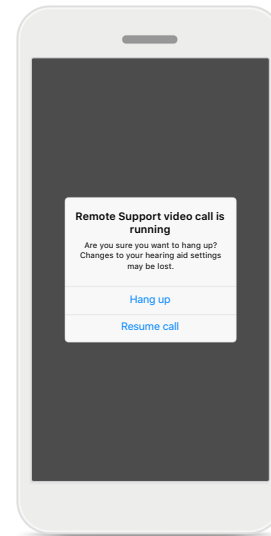 Remote Support video call is
running
Are you sure you want to hang up?
Changes to your hearing aid settings
may be lost.
Hang up
Resume call